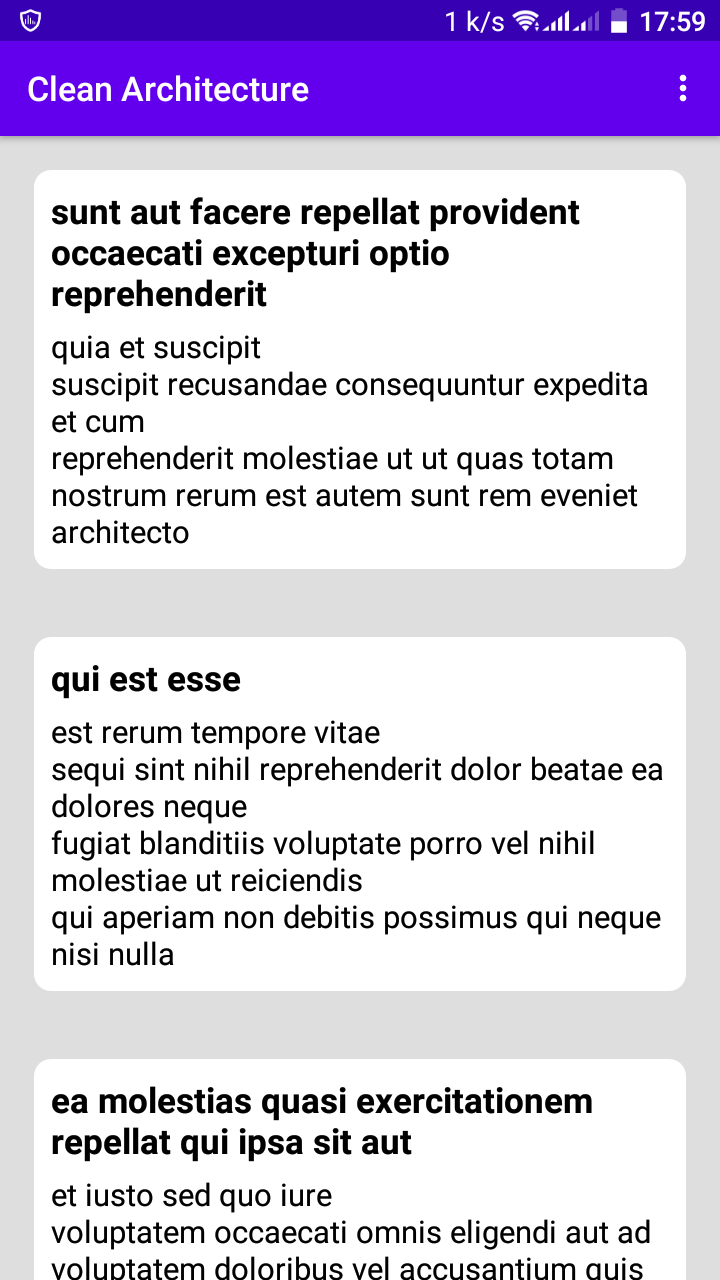 1 k/s 17:59
Clean Architecture
sunt aut facere repellat provident
occaecati excepturi optio
reprehenderit
quia et suscipit
suscipit recusandae consequuntur expedita
et cum
reprehenderit molestiae ut ut quas totam
nostrum rerum est autem sunt rem eveniet
architecto
qui est esse
est rerum tempore vitae
sequi sint nihil reprehenderit dolor beatae ea
dolores neque
fugiat blanditiis voluptate porro vel nihil
molestiae ut reiciendis
qui aperiam non debitis possimus qui neque
nisi nulla
ea molestias quasi exercitationem
repellat qui ipsa sit aut
et iusto sed quo iure
voluptatem occaecati omnis eligendi aut ad
voluptatem doloribus vel accusantium quis